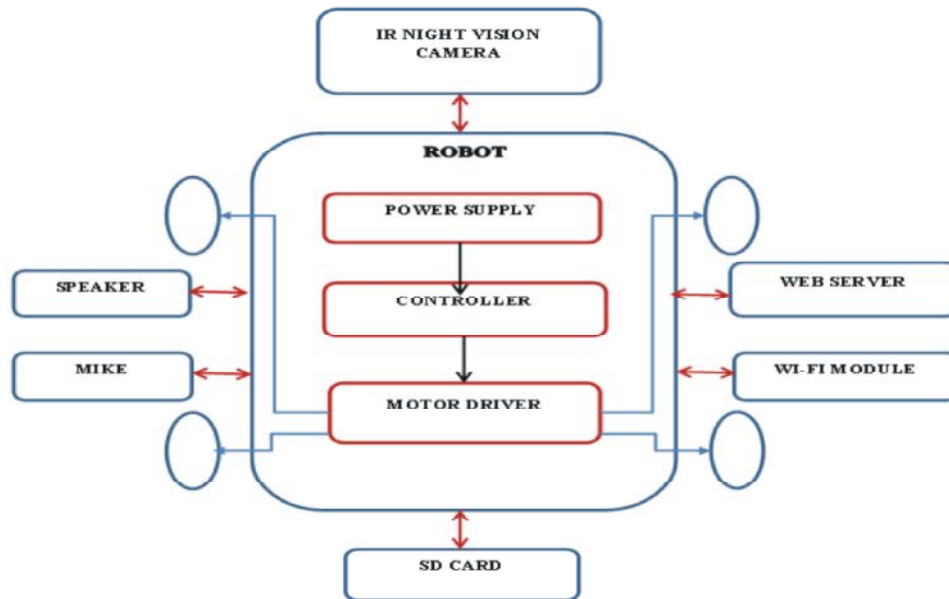 IR NIGHT VISION
CAMERA
ROBOT
POWER SUPPLY
SPEAKER
CONTROLLER
WEB SERVER
MIKE
MOTOR DRIVER
WI-FI MODULE
SD CARD